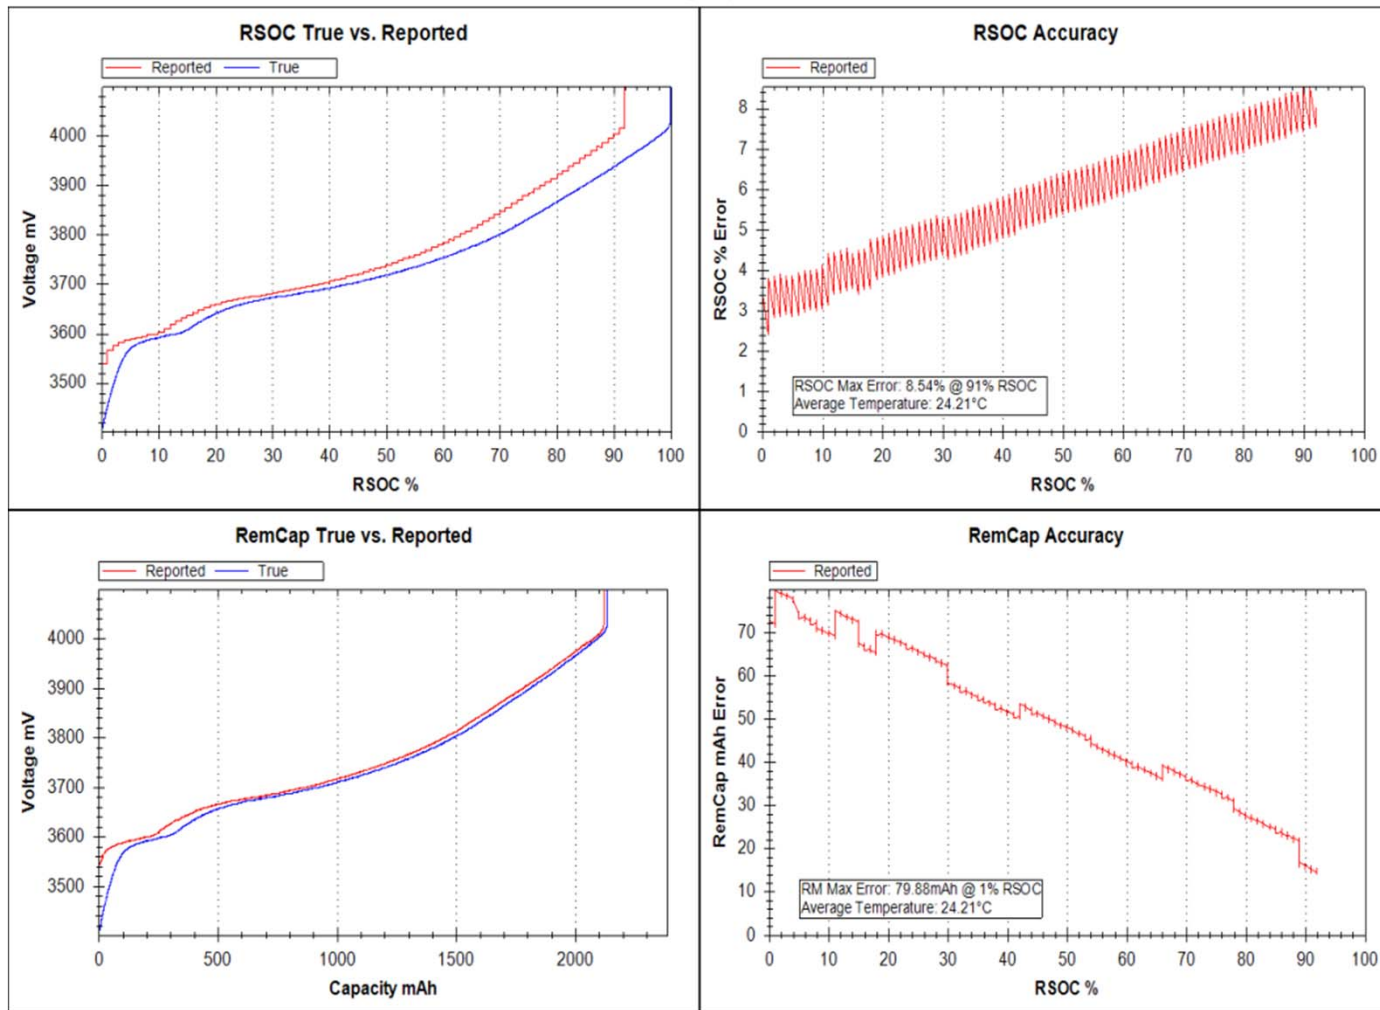 RSOC True vs. Reported
Reported True
Voltage mV
4000
3900
3800
3700
3600
3500
0 10 20 30 40 50 60 70 80 90 100
RSOC %
RSOC Accuracy
Reported
RSOC % Error
8
7
6
5
4
3
2
1
0
RSOC Max Error: 8.54% @ 91% RSOC
Average Temperature: 24.21°C
0 10 20 30 40 50 60 70 80 90 100
RSOC %
RemCap True vs. Reported
Reported True
Voltage mV
4000
3900
3800
3700
3600
3500
0 500 1000 1500 2000
Capacity mAh
RemCap Accuracy
Reported
RemCap mAh Error
70
60
50
40
30
20
10
0
RM Max Error: 79.88mAh @ 1% RSOC
Average Temperature: 24.21°C
0 10 20 30 40 50 60 70 80 90 100
RSOC %